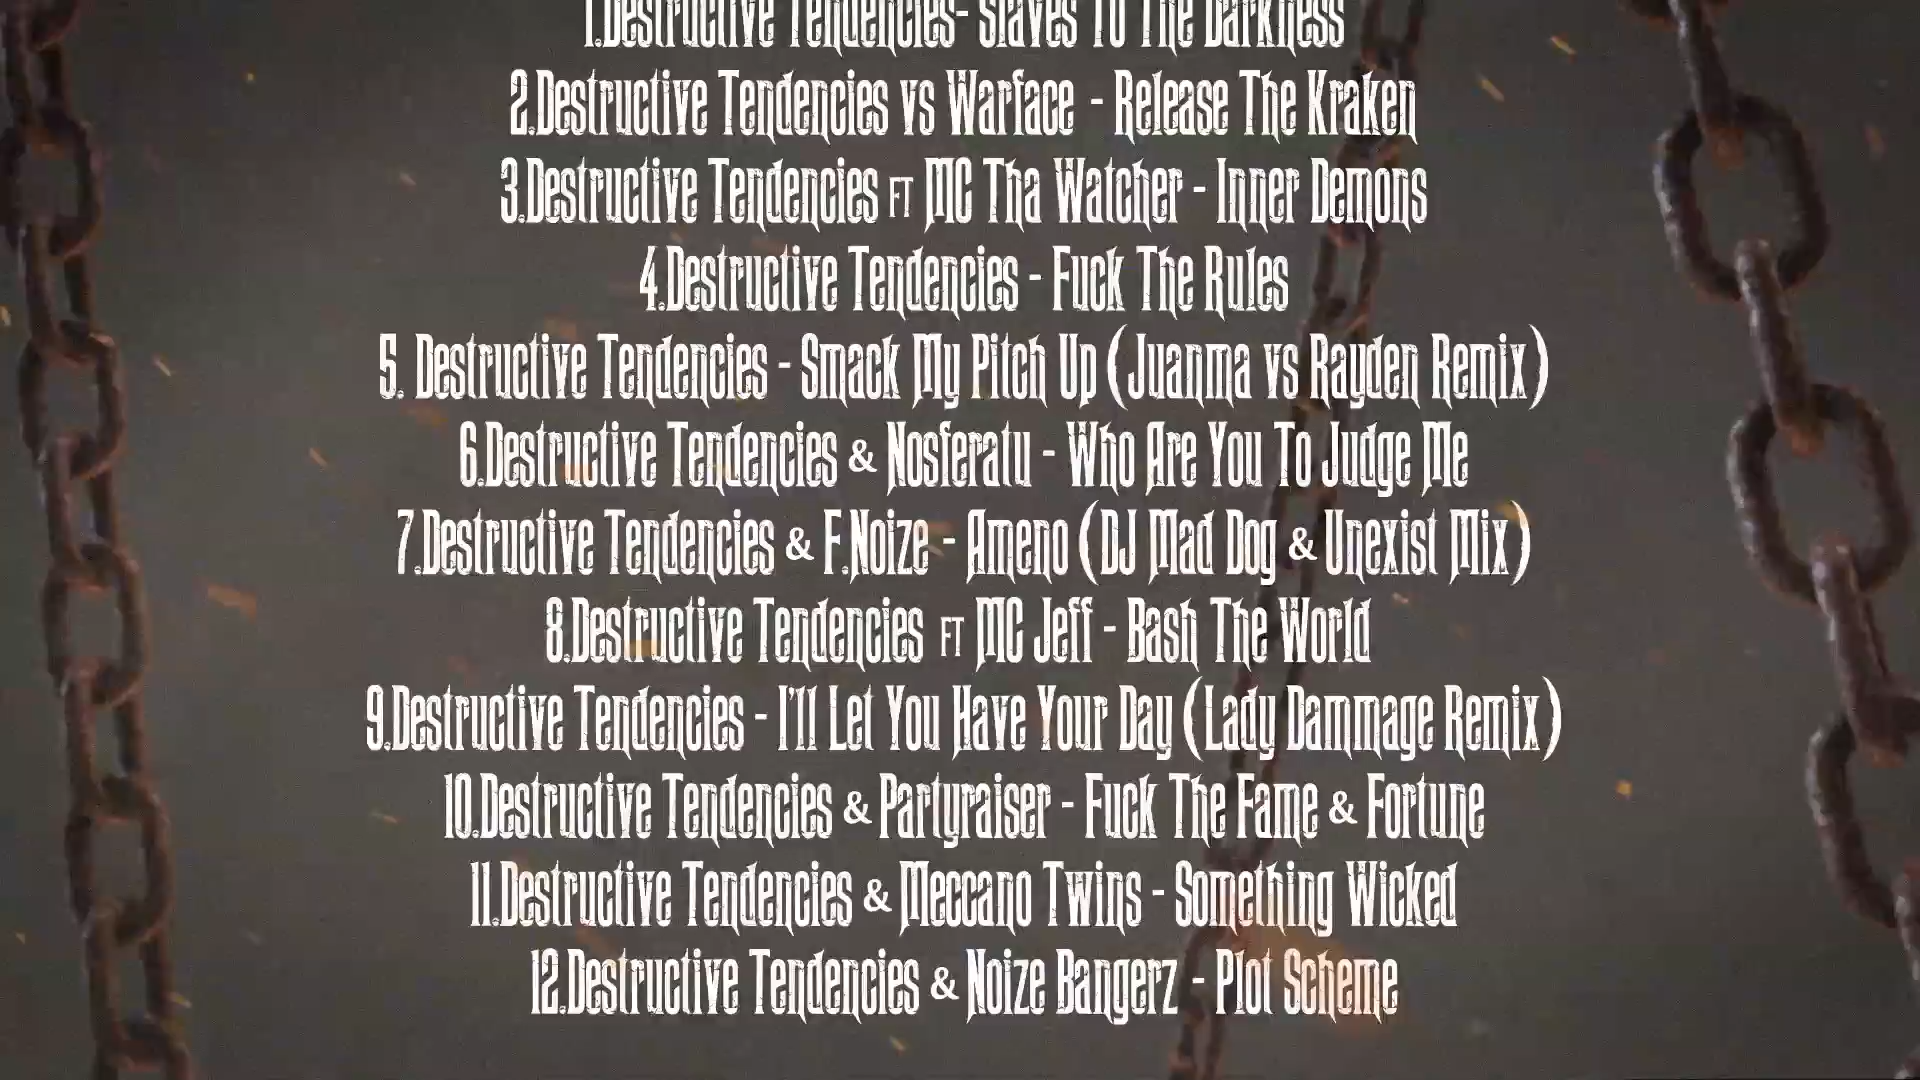 1.Destructive Tendencies- Slaves To The Darkness
2.Destructive Tendencies vs Warface - Release The Kraken
3.Destructive Tendencies FT MC Tha Watcher - Inner Demons
4.Destructive Tendencies - Fuck The Rules
5. Destructive Tendencies - Smack My Pitch Up (Juanma vs Rayden Remix)
6.Destructive Tendencies & Nosferatu - Who Are You To Judge Me
7.Destructive Tendencies & F.Noize - Ameno (DJ Mad Dog & Unexist Mix)
8.Destructive Tendencies FT MC Jeff - Bash The World
9.Destructive Tendencies - I'll Let You Have Your Day (Lady Dammage Remix)
10.Destructive Tendencies & Partyraiser - Fuck The Fame & Fortune
11.Destructive Tendencies & Meccano Twins - Something Wicked
12.Destructive Tendencies & Noize Bangerz - Plot Scheme